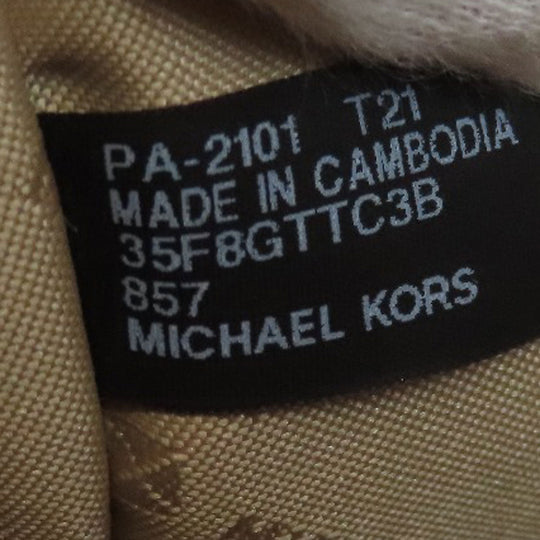 PA-2101 T21
MADE IN CAMBODIA
35F8GTTC3B
857
MICHAEL KORS